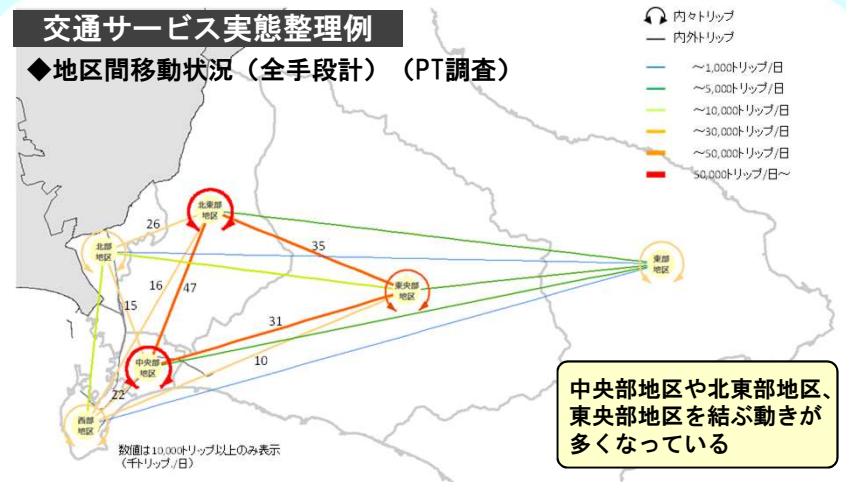 交通サービス実態整理例
◆地区間移動状況（全手段計）（PT調査）
内々トリップ
内外トリップ
～1,000トリップ/日
～5,000トリップ/日
～10,000トリップ/日
～30,000トリップ/日
～50,000トリップ/日
50,000トリップ/日～
北東部
地区
26
北部
地区
35
東部
地区
16
47
東央部
地区
15
31
10
中央部
地区
22
西部
地区
中央部地区や北東部地区、
東央部地区を結ぶ動きが
多くなっている
数値は10,000トリップ以上のみ表示
（千トリップ/日）